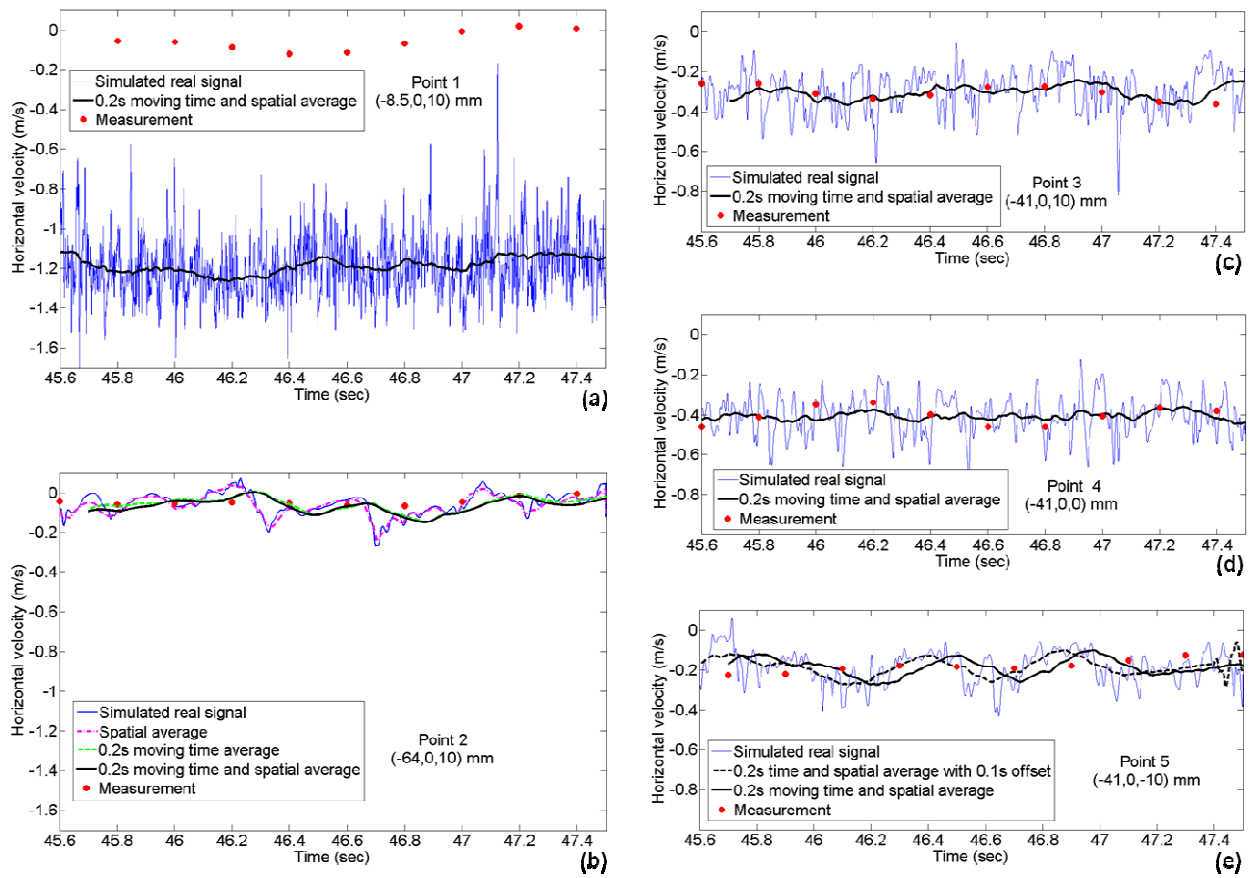 0
-0.2
-0.4
-0.6
-0.8
-1
-1.2
-1.4
-1.6
Horizontal velocity (m/s)
Simulated real signal
0.2s moving time and spatial average
Measurement
Point 1
(-8.5,0,10) mm
45.6 45.8 46 46.2 46.4 46.6 46.8 47 47.2 47.4
Time (sec)
(a)
0
-0.2
-0.4
-0.6
-0.8
-1
-1.2
-1.4
-1.6
Horizontal velocity (m/s)
Simulated real signal
Spatial average
0.2s moving time average
0.2s moving time and spatial average
Measurement
Point 2
(-64,0,10) mm
45.6 45.8 46 46.2 46.4 46.6 46.8 47 47.2 47.4
Time (sec)
(b)
0
-0.2
-0.4
-0.6
-0.8
Horizontal velocity (m/s)
Simulated real signal
0.2s moving time and spatial average
Measurement
Point 3
(-41,0,10) mm
45.6 45.8 46 46.2 46.4 46.6 46.8 47 47.2 47.4
Time (sec)
(c)
0
-0.2
-0.4
-0.6
-0.8
Horizontal velocity (m/s)
Simulated real signal
0.2s moving time and spatial average
Measurement
Point 4
(-41,0,0) mm
45.6 45.8 46 46.2 46.4 46.6 46.8 47 47.2 47.4
Time (sec)
(d)
0
-0.2
-0.4
-0.6
-0.8
Horizontal velocity (m/s)
Simulated real signal
0.2s time and spatial average with 0.1s offset
0.2s moving time and spatial average
Measurement
Point 5
(-41,0,-10) mm
45.6 45.8 46 46.2 46.4 46.6 46.8 47 47.2 47.4
Time (sec)
(e)